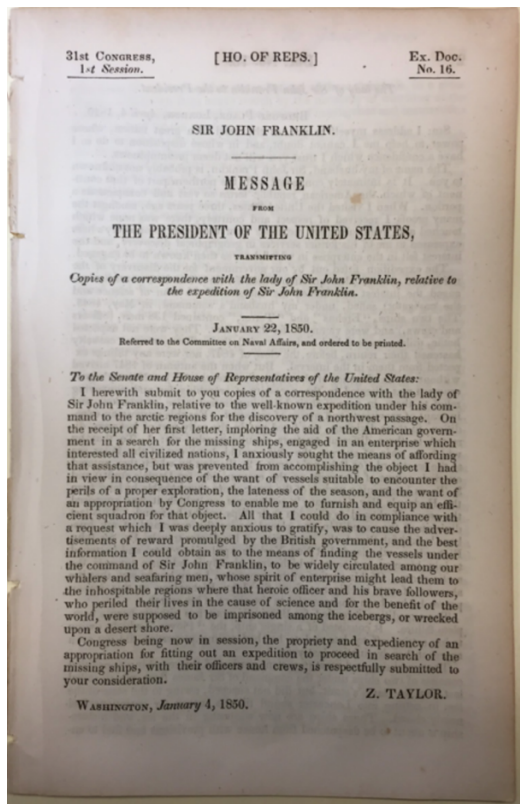 31st Congress,
1st Session.
[HO. OF REPS.]
Ex. Doc.
No. 16.
SIR JOHN FRANKLIN.
MESSAGE
FROM
THE PRESIDENT OF THE UNITED STATES,
TRANSMITTING
Copies of a correspondence with the lady of Sir John Franklin, relative to
the expedition of Sir John Franklin.
January 22, 1850.
Referred to the Committee on Naval Affairs, and ordered to be printed.
To the Senate and House of Representatives of the United States:
I herewith submit to you copies of a correspondence with the lady of
Sir John Franklin, relative to the well-known expedition under his com-
mand to the arctic regions for the discovery of a northwest passage. On
the receipt of her first letter, imploring the aid of the American govern-
ment in a search for the missing ships, engaged in an enterprise which
interested all civilized nations, I anxiously sought the means of affording
that assistance, but was prevented from accomplishing the object I had
in view in consequence of the want of vessels suitable to encounter the
perils of a proper exploration, the lateness of the season, and the want of
an appropriation by Congress to enable me to furnish and equip an effi-
cient squadron for that object. All that I could do in compliance with
a request which I was deeply anxious to gratify, was to cause the adver-
tisements of reward promulged by the British government, and the best
information I could obtain as to the means of finding the vessels under
the command of Sir John Franklin, to be widely circulated among our
whalers and seafaring men, whose spirit of enterprise might lead them to
the inhospitable regions where that heroic officer and his brave followers,
who periled their lives in the cause of science and for the benefit of the
world, were supposed to be imprisoned among the icebergs, or wrecked
upon a desert shore.
Congress being now in session, the propriety and expediency of an
appropriation for fitting out an expedition to proceed in search of the
missing ships, with their officers and crews, is respectfully submitted to
your consideration.
Z. TAYLOR.
Washington, January 4, 1850.